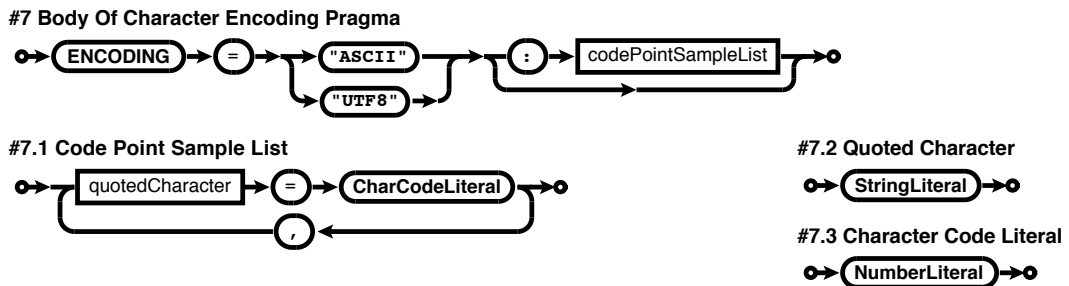 #7 Body Of Character Encoding Pragma
ENCODING = "ASCII" : codePointSampleList
"UTF8"
#7.1 Code Point Sample List
quotedCharacter = CharCodeLiteral
,
#7.2 Quoted Character
StringLiteral
#7.3 Character Code Literal
NumberLiteral